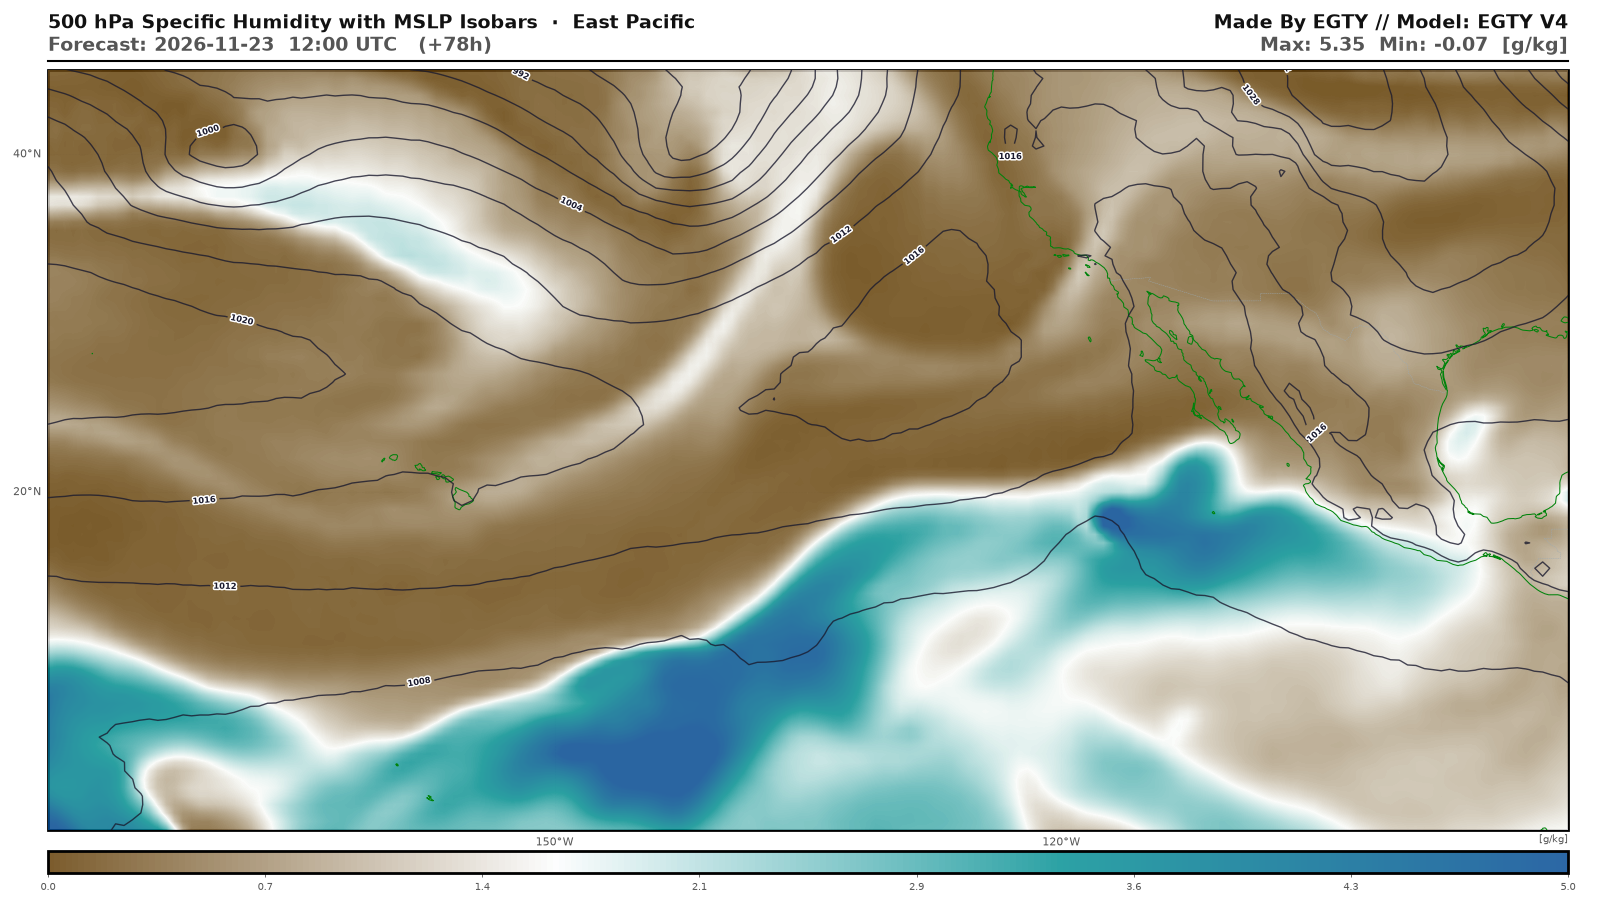 500 hPa Specific Humidity with MSLP Isobars · East Pacific
Made By EGTY // Model: EGTY V4
Forecast: 2026-11-23 12:00 UTC (+78h)
Max: 5.35 Min: -0.07 [g/kg]
992
1028
1000
40°N
1016
1004
1012
1016
1020
1016
20°N
1016
1012
1008
150°W
120°W
[g/kg]
0.0
0.7
1.4
2.1
2.9
3.6
4.3
5.0